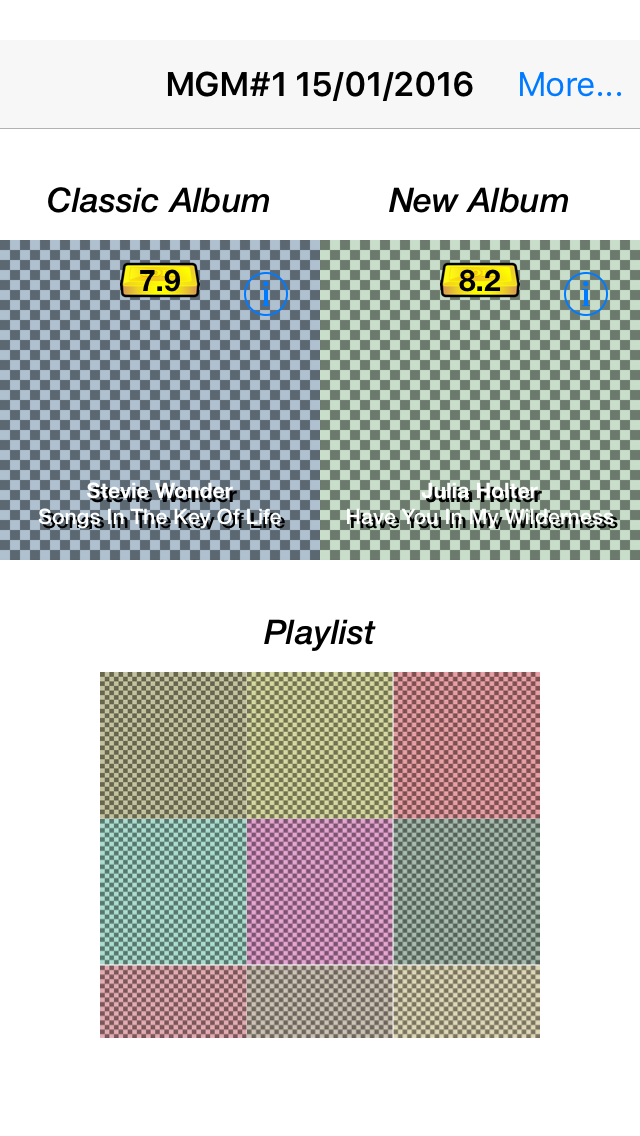 MGM#1 15/01/2016
More...
Classic Album
New Album
7.9
8.2
Stevie Wonder
Songs In The Key Of Life
Julia Holter
Have You In My Wilderness
Playlist